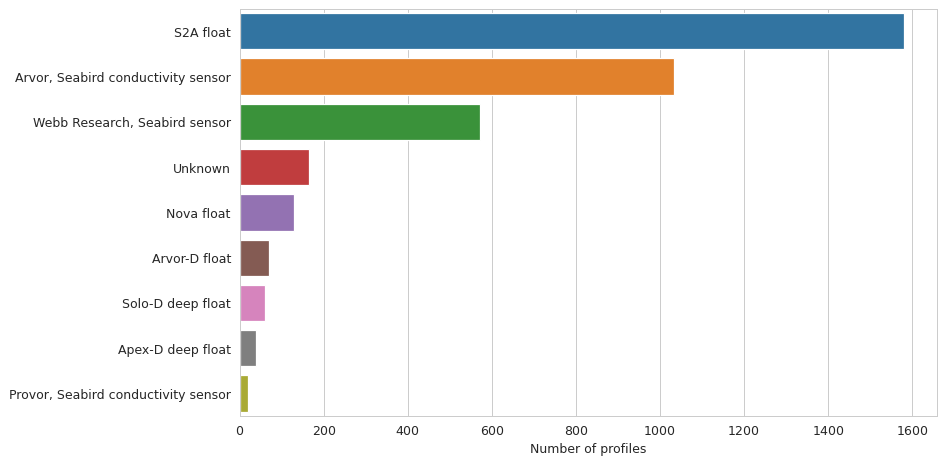 S2A float
Arvor, Seabird conductivity sensor
Webb Research, Seabird sensor
Unknown
Nova float
Arvor-D float
Solo-D deep float
Apex-D deep float
Provor, Seabird conductivity sensor
0 200 400 600 800 1000 1200 1400 1600
Number of profiles